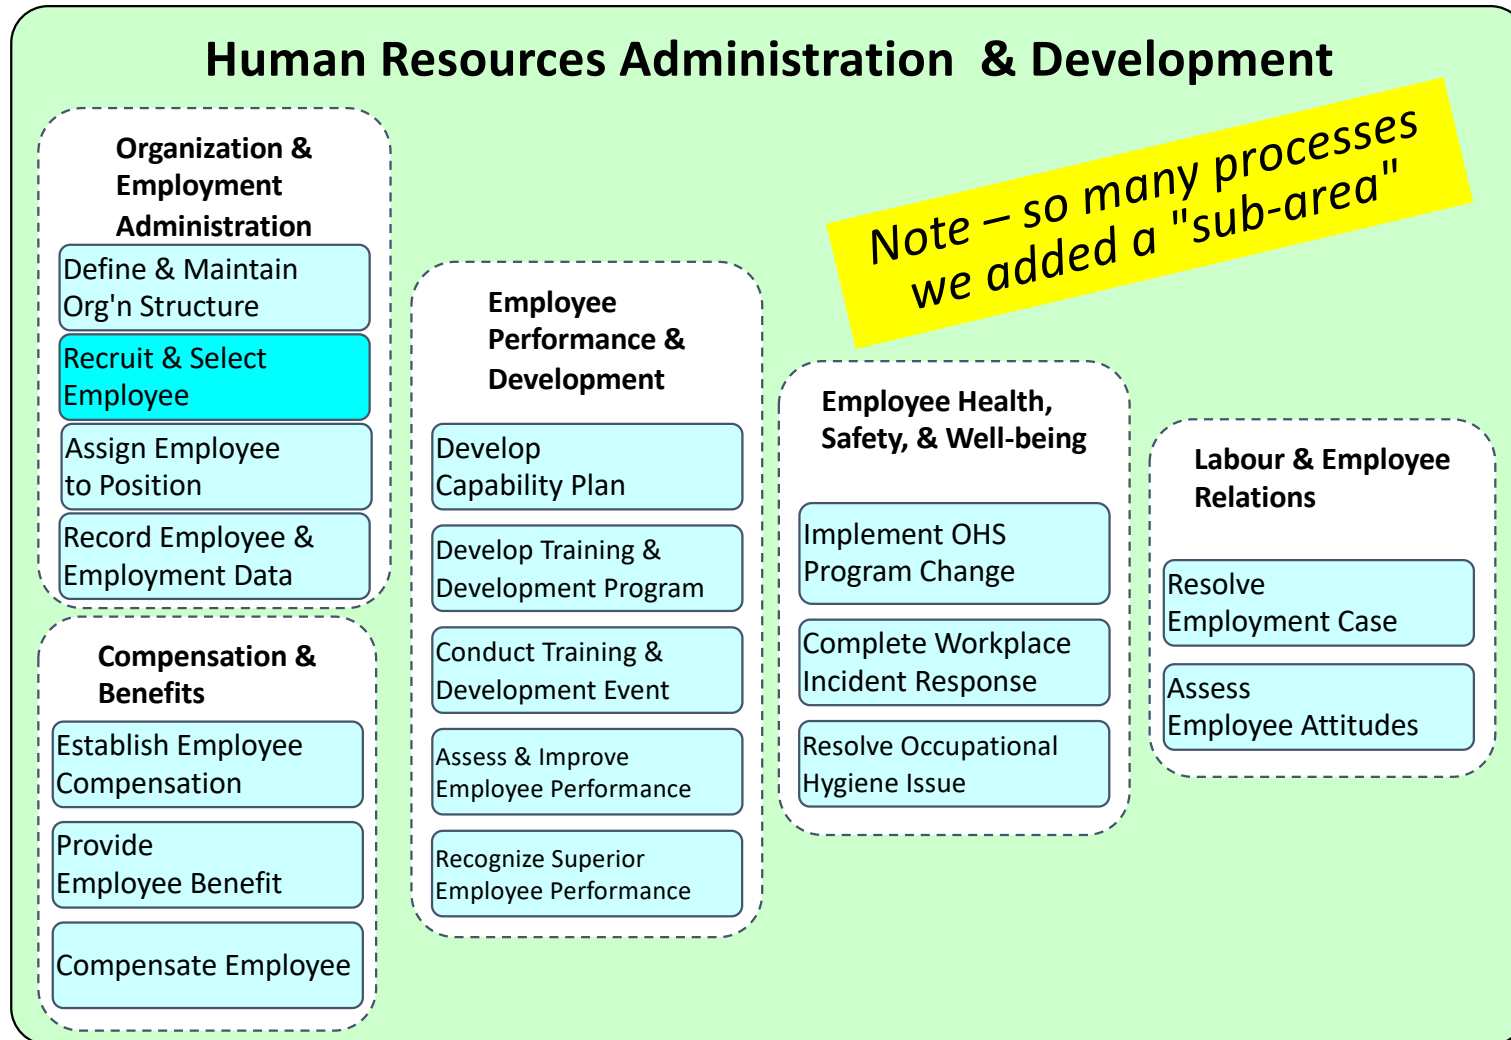 Human Resources Administration & Development
Note – so many processes
we added a "sub-area"
Organization &
Employment
Administration
Define & Maintain
Org'n Structure
Recruit & Select
Employee
Assign Employee
to Position
Record Employee &
Employment Data
Compensation &
Benefits
Establish Employee
Compensation
Provide
Employee Benefit
Compensate Employee
Employee
Performance &
Development
Develop
Capability Plan
Develop Training &
Development Program
Conduct Training &
Development Event
Assess & Improve
Employee Performance
Recognize Superior
Employee Performance
Employee Health,
Safety, & Well-being
Implement OHS
Program Change
Complete Workplace
Incident Response
Resolve Occupational
Hygiene Issue
Labour & Employee
Relations
Resolve
Employment Case
Assess
Employee Attitudes